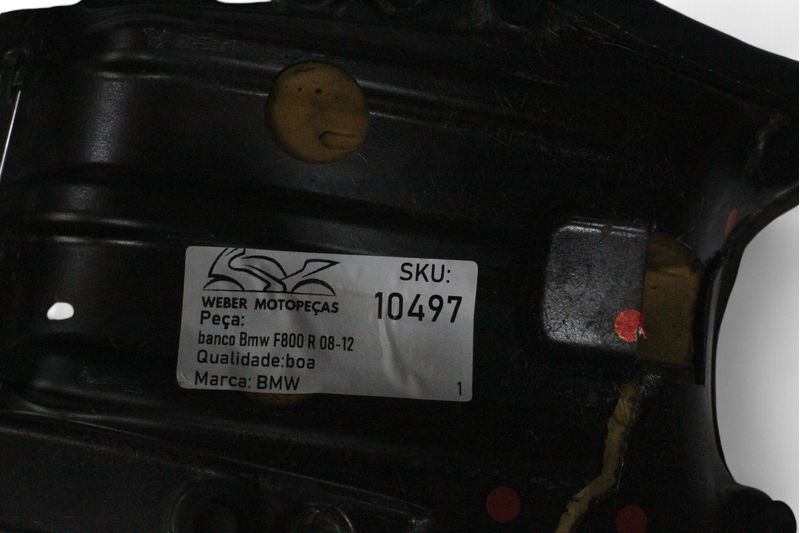 SKU:
10497
WEBER MOTOPEÇAS
Peça:
banco Bmw F800 R 08-12
Qualidade:boa
Marca: BMW
1